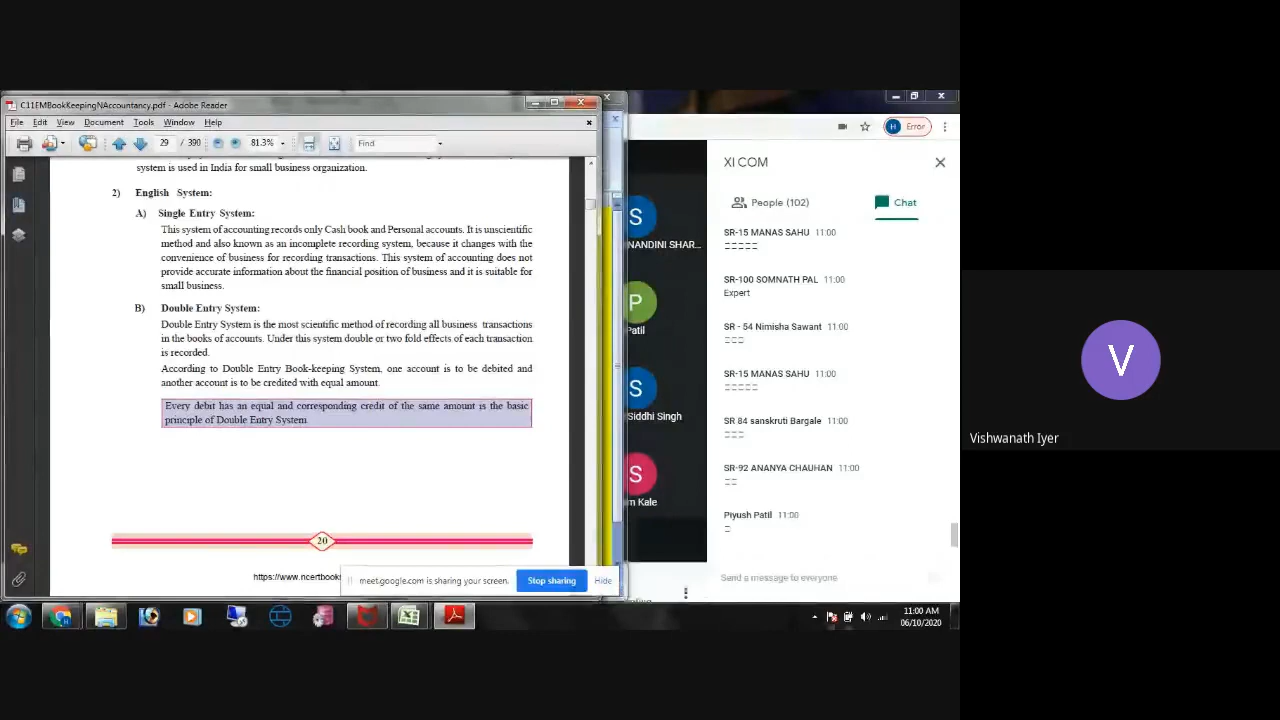 C11EMBookKeepingNAccountancy.pdf - Adobe Reader
File Edit View Document Tools Window Help
29 / 390 81.3% Find
system is used in India for small business organization.
2) English System:
A) Single Entry System:
This system of accounting records only Cash book and Personal accounts. It is unscientific
method and also known as an incomplete recording system, because it changes with the
convenience of business for recording transactions. This system of accounting does not
provide accurate information about the financial position of business and it is suitable for
small business.
B) Double Entry System:
Double Entry System is the most scientific method of recording all business transactions
in the books of accounts. Under this system double or two fold effects of each transaction
is recorded.
According to Double Entry Book-keeping System, one account is to be debited and
another account is to be credited with equal amount.
Every debit has an equal and corresponding credit of the same amount is the basic
principle of Double Entry System.
20
https://www.ncertbooks
meet.google.com is sharing your screen.
Stop sharing
Hide
H Error
S
NANDINI SHAR...
P
Patil
S
Siddhi Singh
S
m Kale
XI COM
People (102)
Chat
SR-15 MANAS SAHU 11:00
SR-100 SOMNATH PAL 11:00
Expert
SR - 54 Nimisha Sawant 11:00
SR-15 MANAS SAHU 11:00
SR 84 sanskruti Bargale 11:00
SR-92 ANANYA CHAUHAN 11:00
Piyush Patil 11:00
Send a message to everyone
11:00 AM
06/10/2020
V
Vishwanath Iyer